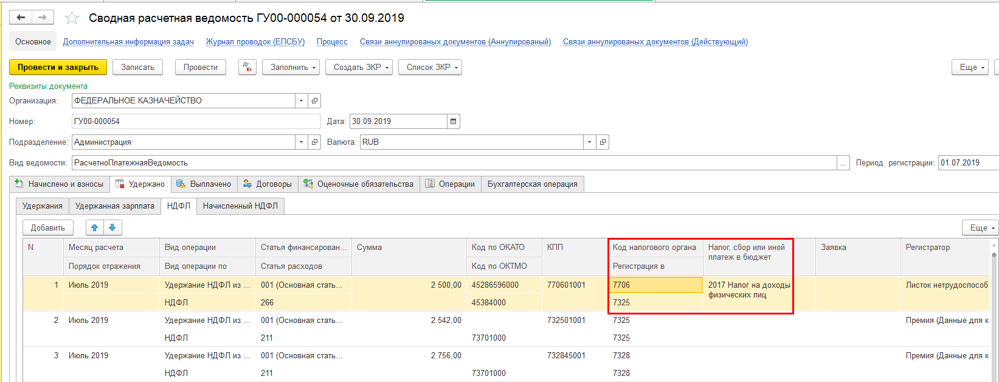 Сводная расчетная ведомость ГУ00-000054 от 30.09.2019
Основное Дополнительная информация задач Журнал проводок (ЕПСБУ) Процесс Связи аннулированых документов (Аннулированый) Связи аннулированых документов (Действующий)
Провести и закрыть Записать Провести Дт Кт Заполнить Создать ЗКР Список ЗКР Еще
Реквизиты документа
Организация: ФЕДЕРАЛЬНОЕ КАЗНАЧЕЙСТВО
Номер: ГУ00-000054 Дата: 30.09.2019
Подразделение: Администрация Валюта: RUB
Вид ведомости: РасчетноПлатежнаяВедомость ... Период регистрации: 01.07.2019
Начислено и взносы Удержано Выплачено Договоры Оценочные обязательства Операции Бухгалтерская операция
Удержания Удержанная зарплата НДФЛ Начисленный НДФЛ
Добавить Еще
N Месяц расчета Вид операции Статья финансирован... Сумма Код по ОКАТО КПП Код налогового органа Налог, сбор или иной Заявка Регистратор
платеж в бюджет
Порядок отражения Вид операции по Статья расходов Код по ОКТМО Регистрация в
1 Июль 2019 Удержание НДФЛ из ... 001 (Основная стать... 2 500,00 45286596000 770601001 7706 2017 Налог на доходы Листок нетрудоспособ
физических лиц
НДФЛ 266 45384000 7325
2 Июль 2019 Удержание НДФЛ из ... 001 (Основная стать... 2 542,00 732501001 7325 Премия (Данные для к
НДФЛ 211 73701000 7325
3 Июль 2019 Удержание НДФЛ из ... 001 (Основная стать... 2 756,00 732845001 7328 Премия (Данные для к
НДФЛ 211 73701000 7328